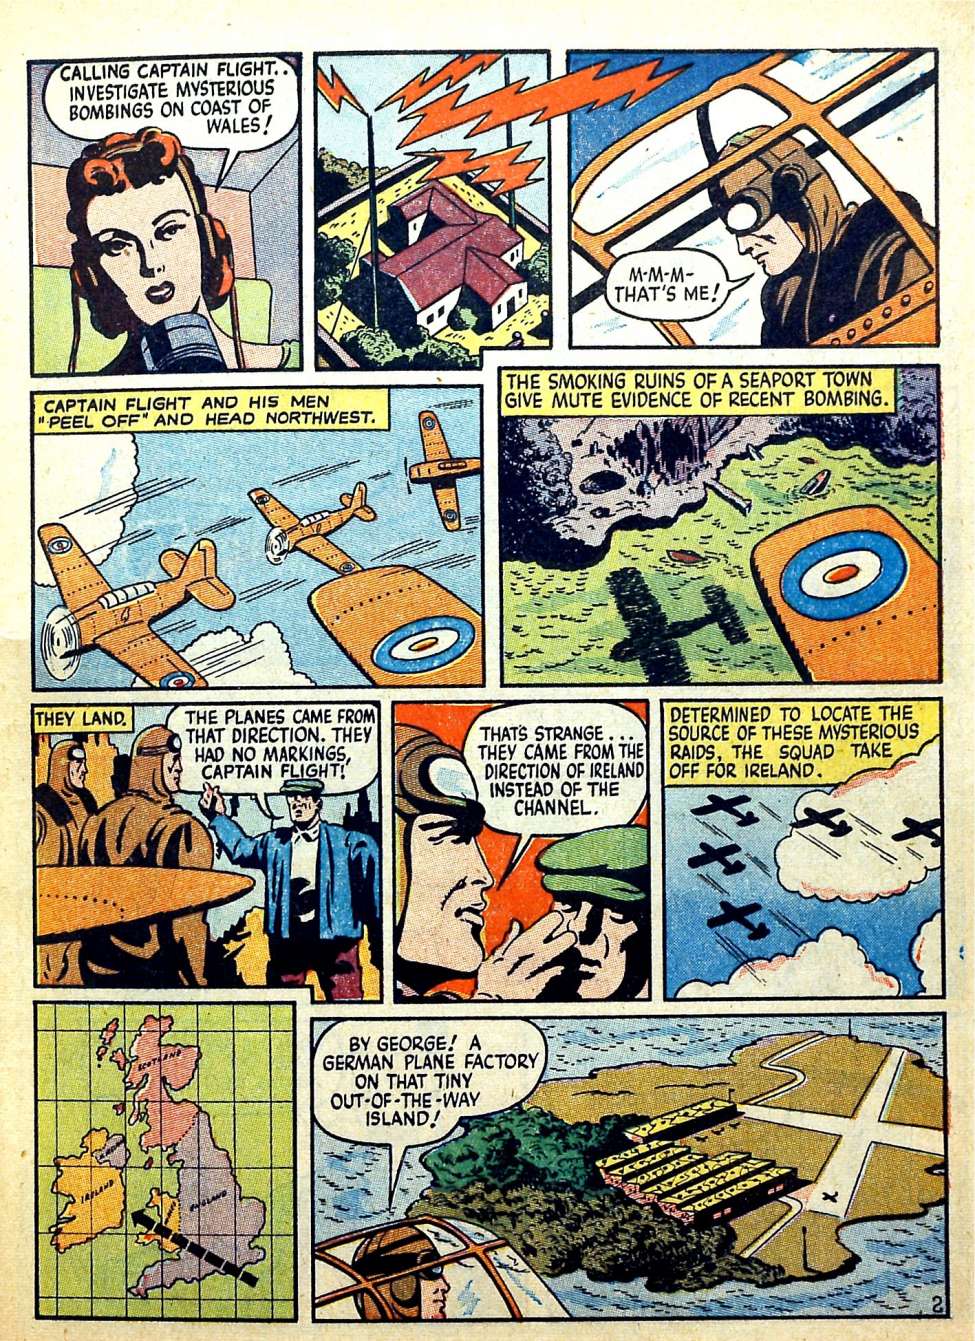 CALLING CAPTAIN FLIGHT..
INVESTIGATE MYSTERIOUS
BOMBINGS ON COAST OF
WALES!
M-M-M-
THAT'S ME!
CAPTAIN FLIGHT AND HIS MEN
"PEEL OFF" AND HEAD NORTHWEST.
THE SMOKING RUINS OF A SEAPORT TOWN
GIVE MUTE EVIDENCE OF RECENT BOMBING.
THEY LAND.
THE PLANES CAME FROM
THAT DIRECTION. THEY
HAD NO MARKINGS,
CAPTAIN FLIGHT!
THAT'S STRANGE...
THEY CAME FROM THE
DIRECTION OF IRELAND
INSTEAD OF THE
CHANNEL.
DETERMINED TO LOCATE THE
SOURCE OF THESE MYSTERIOUS
RAIDS, THE SQUAD TAKE
OFF FOR IRELAND.
SCOTLAND
IRELAND
ENGLAND
BY GEORGE! A
GERMAN PLANE FACTORY
ON THAT TINY
OUT-OF-THE-WAY
ISLAND!
2